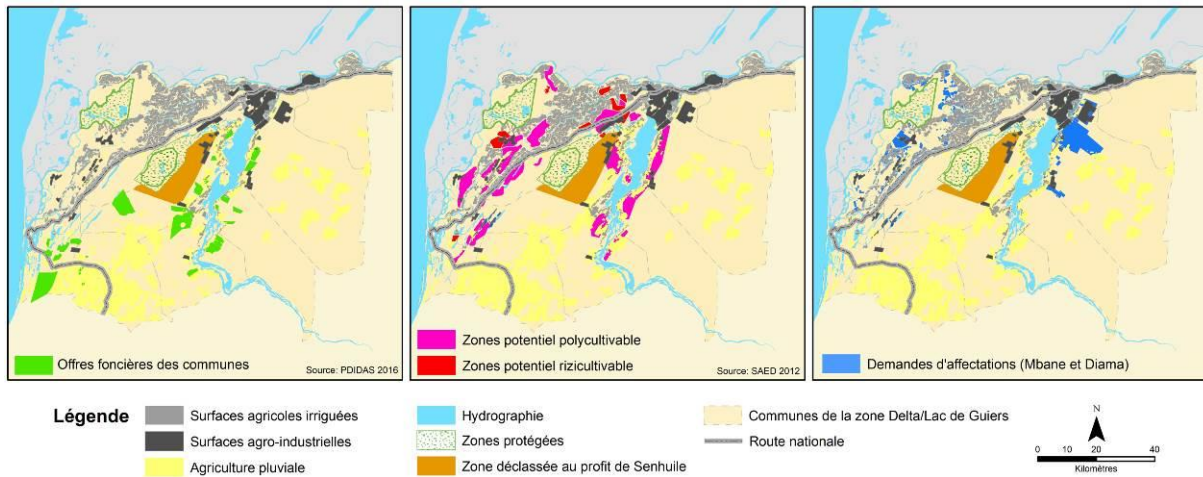 Offres foncières des communes
Source: PDIDAS 2016
Zones potentiel polycultivable
Zones potentiel rizicultivable
Source: SAED 2012
Demandes d'affectations (Mbane et Diama)
Légende
Surfaces agricoles irriguées
Surfaces agro-industrielles
Agriculture pluviale
Hydrographie
Zones protégées
Zone déclassée au profit de Senhuile
Communes de la zone Delta/Lac de Guiers
Route nationale
N
0 20 40
Kilomètres